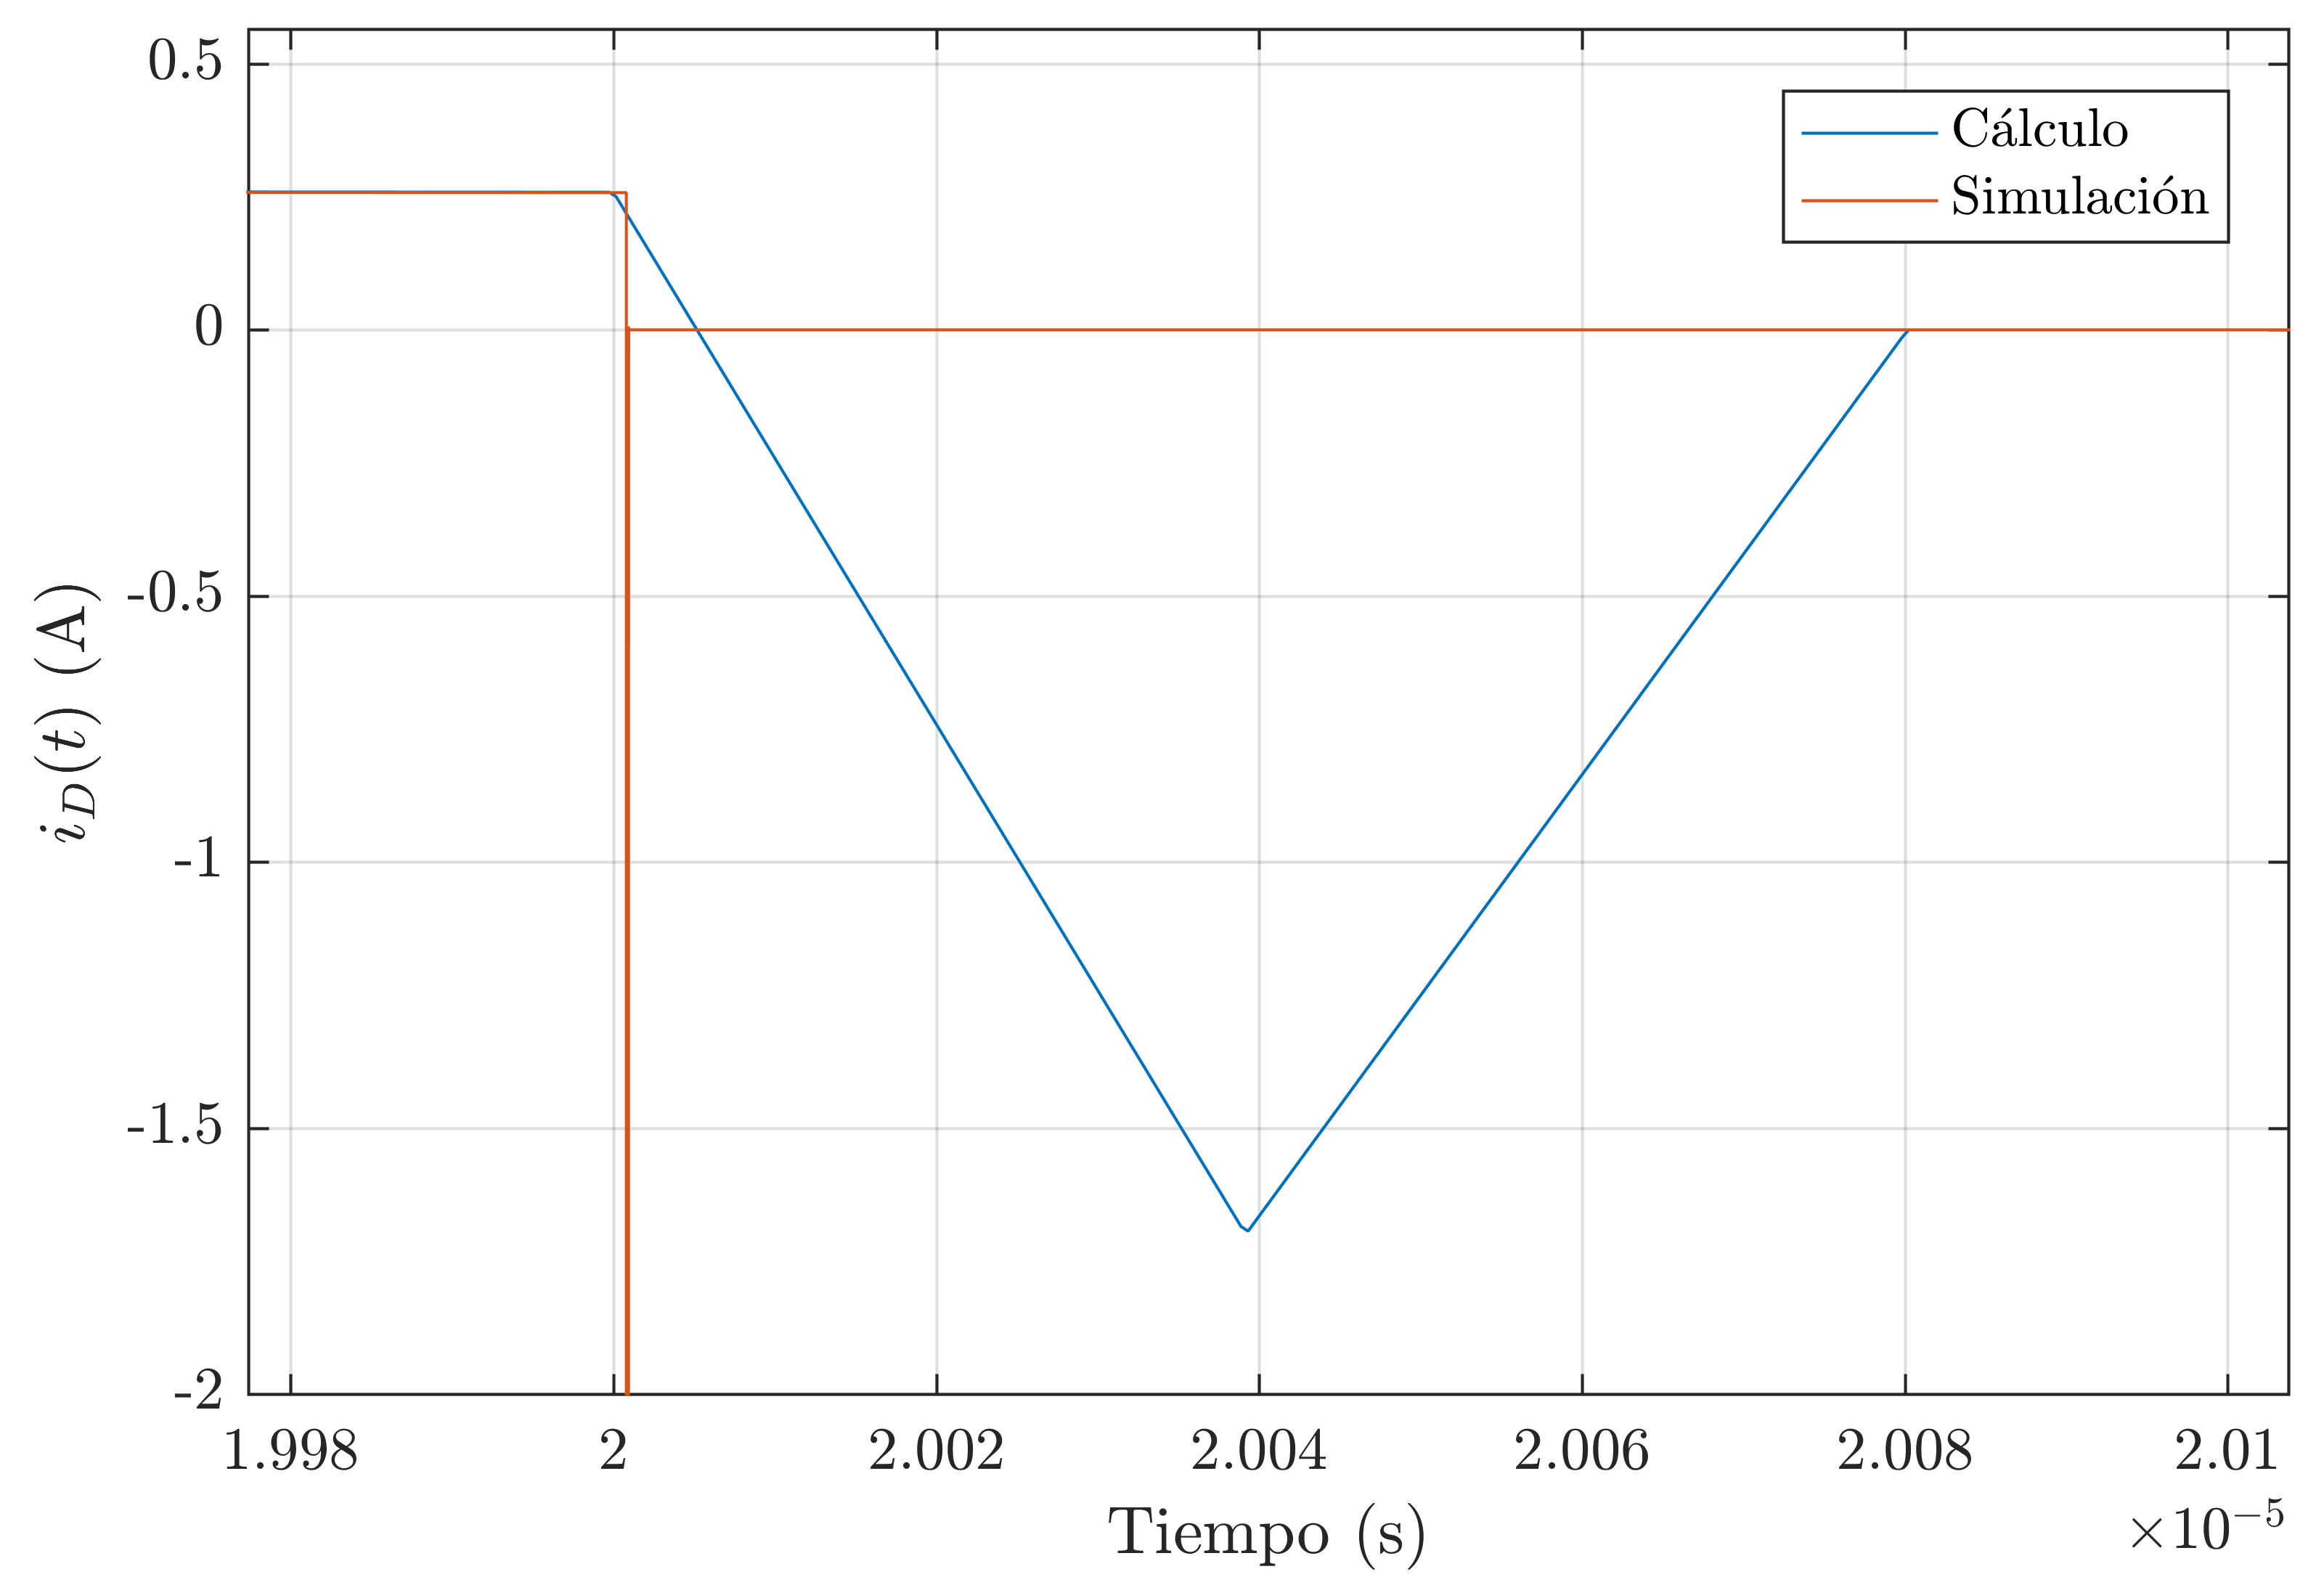 0.5
0
-0.5
-1
-1.5
-2
i_D(t) (A)
Cálculo
Simulación
1.998 2 2.002 2.004 2.006 2.008 2.01
Tiempo (s)
×10⁻⁵